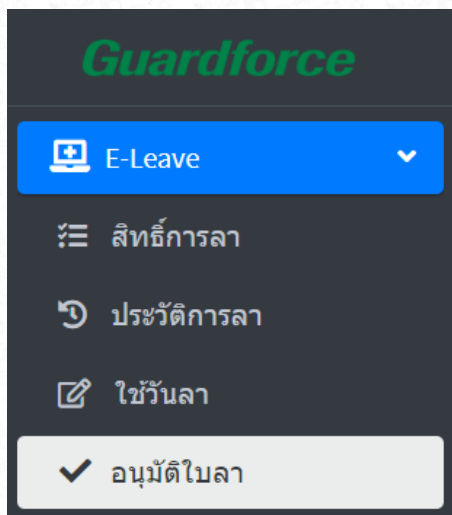 Guardforce
E-Leave
สิทธิ์การลา
ประวัติการลา
ใช้วันลา
อนุมัติใบลา